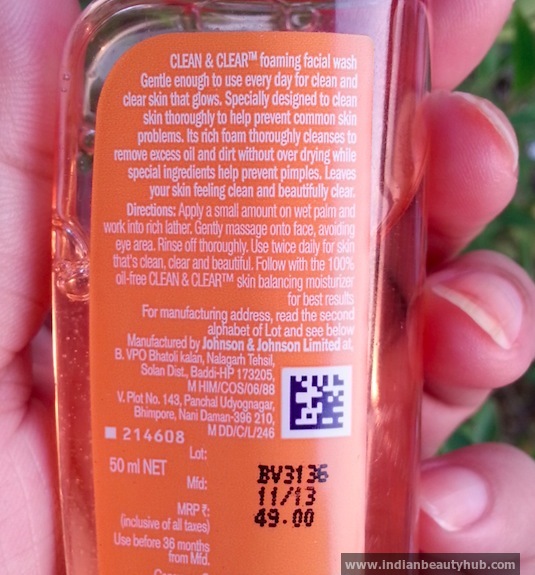 CLEAN & CLEAR™ foaming facial wash
Gentle enough to use every day for clean and
clear skin that glows. Specially designed to clean
skin thoroughly to help prevent common skin
problems. Its rich foam thoroughly cleanses to
remove excess oil and dirt without over drying while
special ingredients help prevent pimples. Leaves
your skin feeling clean and beautifully clear.
Directions: Apply a small amount on wet palm and
work into rich lather. Gently massage onto face, avoiding
eye area. Rinse off thoroughly. Use twice daily for skin
that's clean, clear and beautiful. Follow with the 100%
oil-free CLEAN & CLEAR™ skin balancing moisturizer
for best results
For manufacturing address, read the second
alphabet of Lot and see below
Manufactured by Johnson & Johnson Limited at,
B. VPO Bhatoli kalan, Nalagarh Tehsil,
Solan Dist., Baddi-HP 173205,
M HIM/COS/06/88
V. Plot No. 143, Panchal Udyognagar,
Bhimpore, Nani Daman-396 210,
M DD/C/L/246
214608
Lot: BV3136
50 ml NET
Mfd: 11/13
MRP ₹: 49.00
(inclusive of all taxes)
Use before 36 months
from Mfd.
www.indianbeautyhub.com